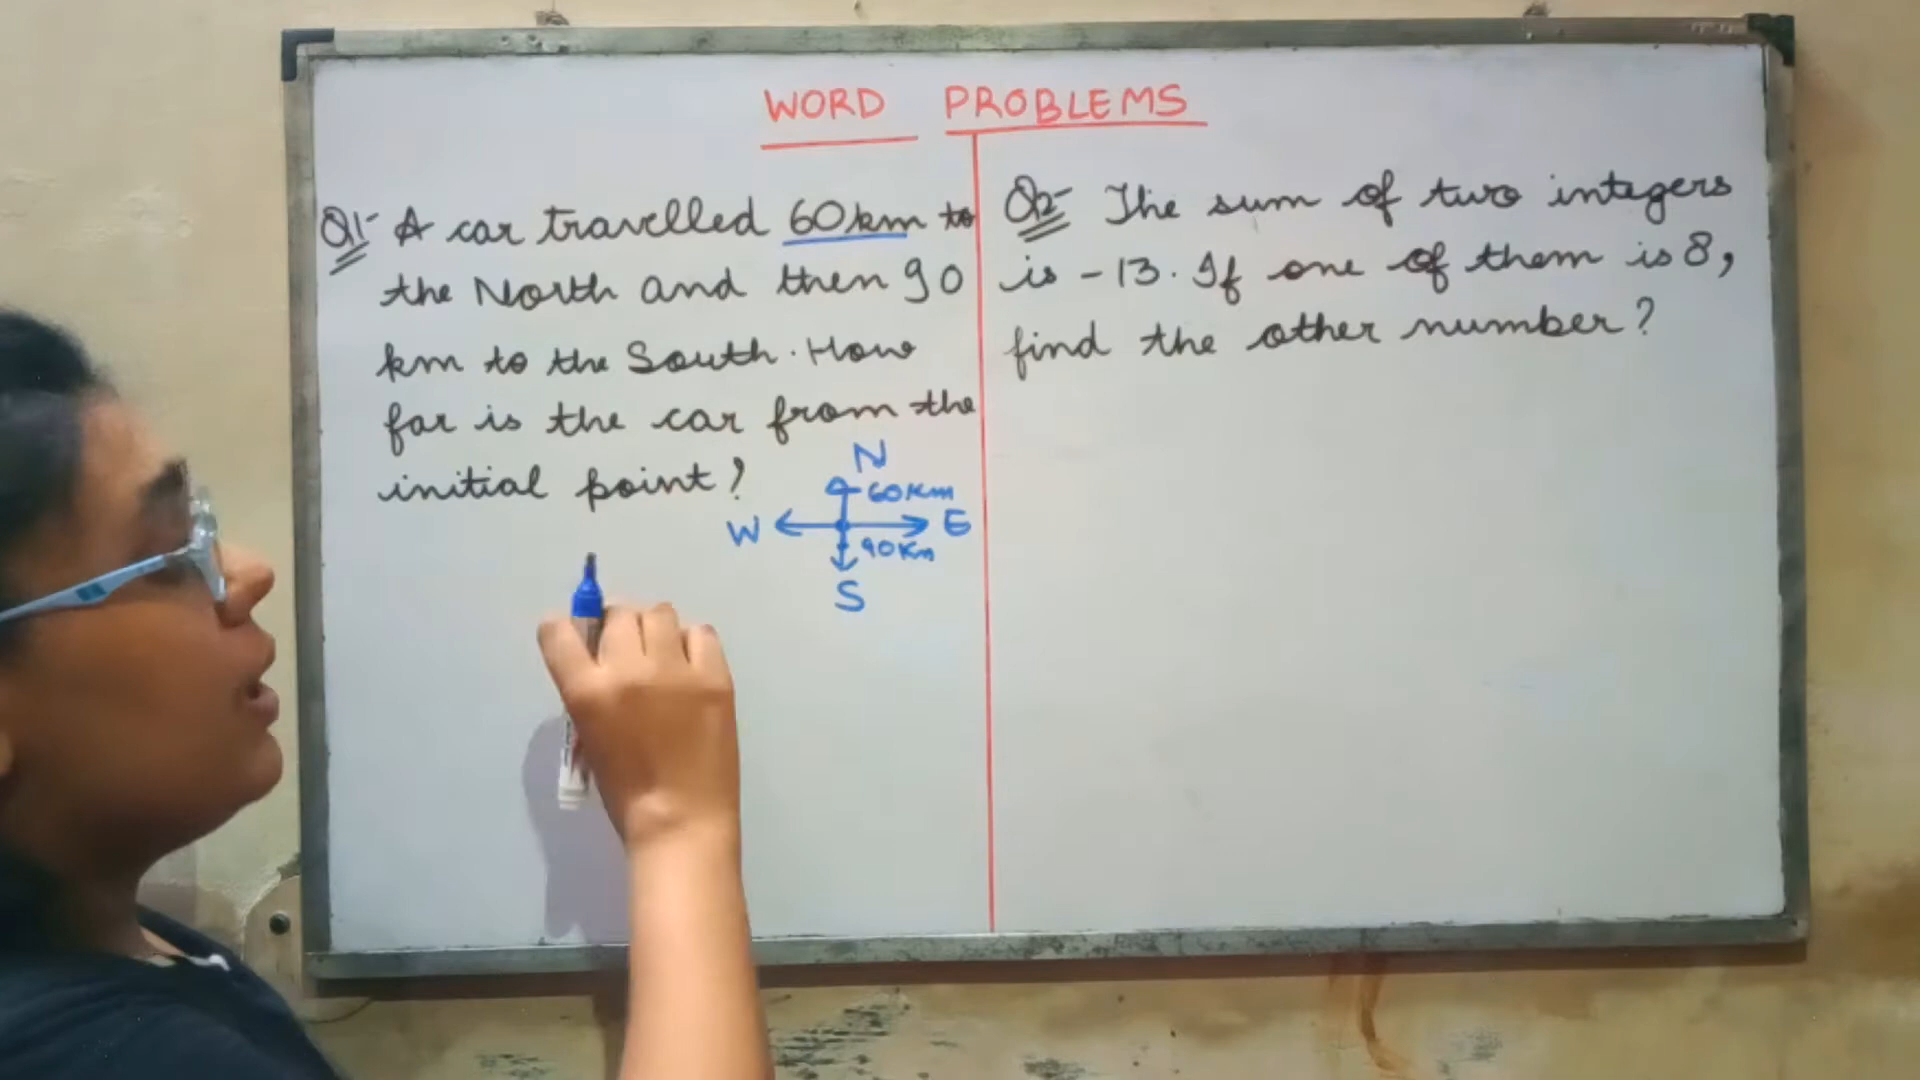 WORD PROBLEMS
Q1- A car travelled 60km to
the North and then 90
km to the South. How
far is the car from the
initial point?
N
60Km
W E
90Km
S
Q2- The sum of two integers
is -13. If one of them is 8,
find the other number?